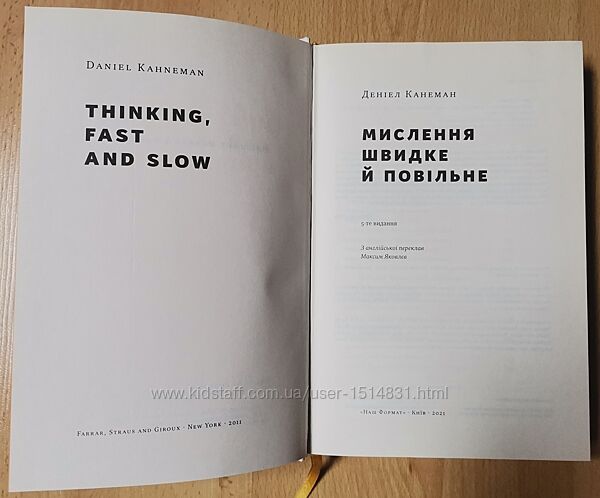 Daniel Kahneman
THINKING,
FAST
AND SLOW
Farrar, Straus and Giroux · New York · 2011
Деніел Канеман
МИСЛЕННЯ
ШВИДКЕ
Й ПОВІЛЬНЕ
5-те видання
З англійської переклав
Максим Яковлєв
«Наш Формат» · Київ · 2021
www.kidstaff.com.ua/user-1514831.html